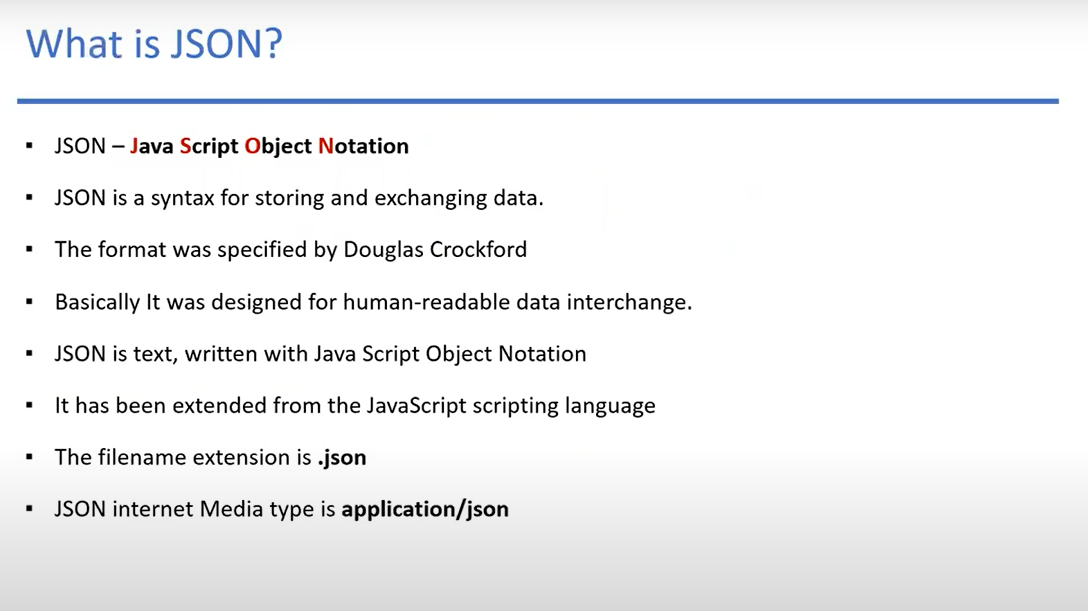 What is JSON?
▪ JSON – Java Script Object Notation
▪ JSON is a syntax for storing and exchanging data.
▪ The format was specified by Douglas Crockford
▪ Basically It was designed for human-readable data interchange.
▪ JSON is text, written with Java Script Object Notation
▪ It has been extended from the JavaScript scripting language
▪ The filename extension is .json
▪ JSON internet Media type is application/json